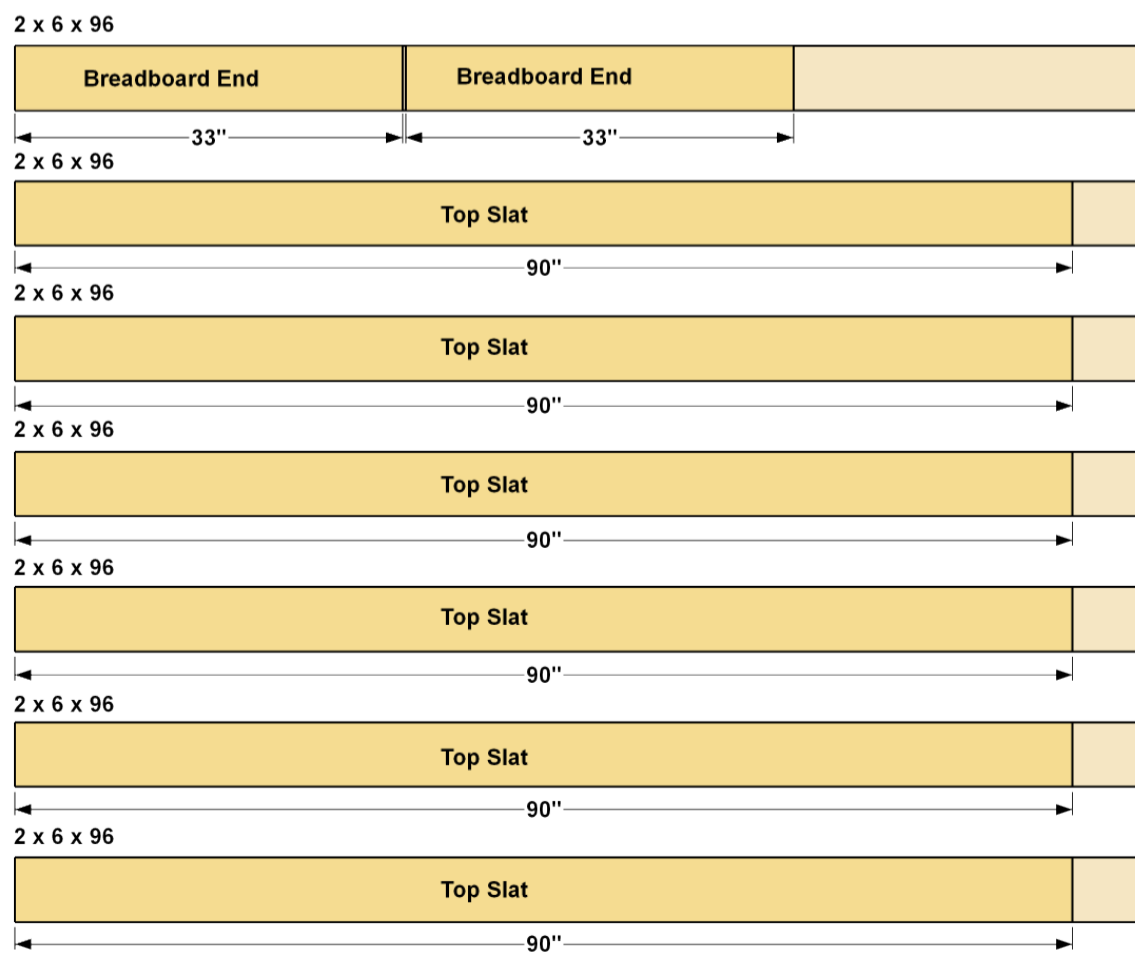 2 x 6 x 96
Breadboard End Breadboard End
33" 33"
2 x 6 x 96
Top Slat
90"
2 x 6 x 96
Top Slat
90"
2 x 6 x 96
Top Slat
90"
2 x 6 x 96
Top Slat
90"
2 x 6 x 96
Top Slat
90"
2 x 6 x 96
Top Slat
90"